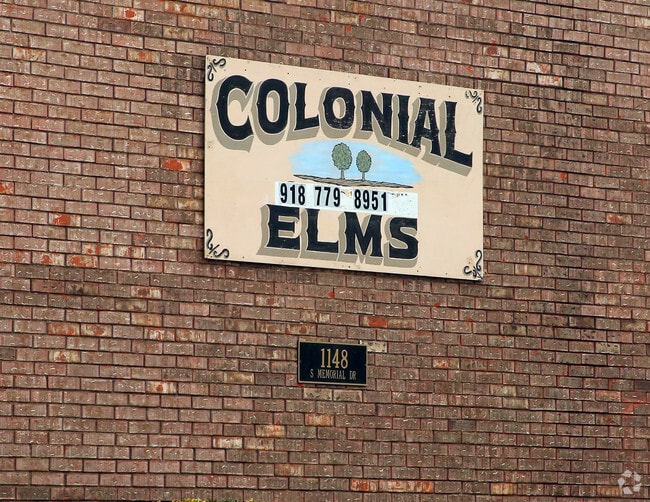 COLONIAL
918 779 8951
ELMS
1148
S MEMORIAL DR